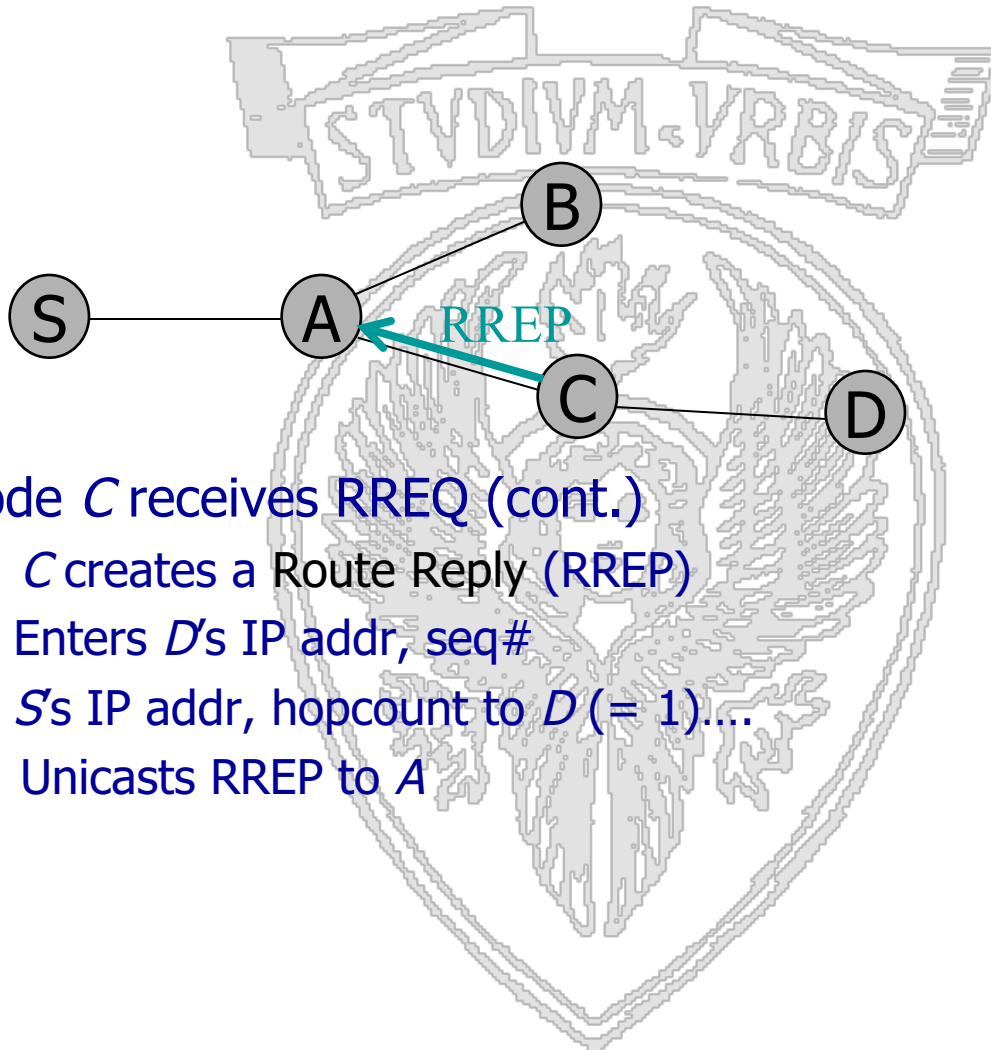 STVDIVM VRBIS
B
S
A
RREP
C
D
ode C receives RREQ (cont.)
C creates a Route Reply (RREP)
Enters D's IP addr, seq#
S's IP addr, hopcount to D (= 1)....
Unicasts RREP to A